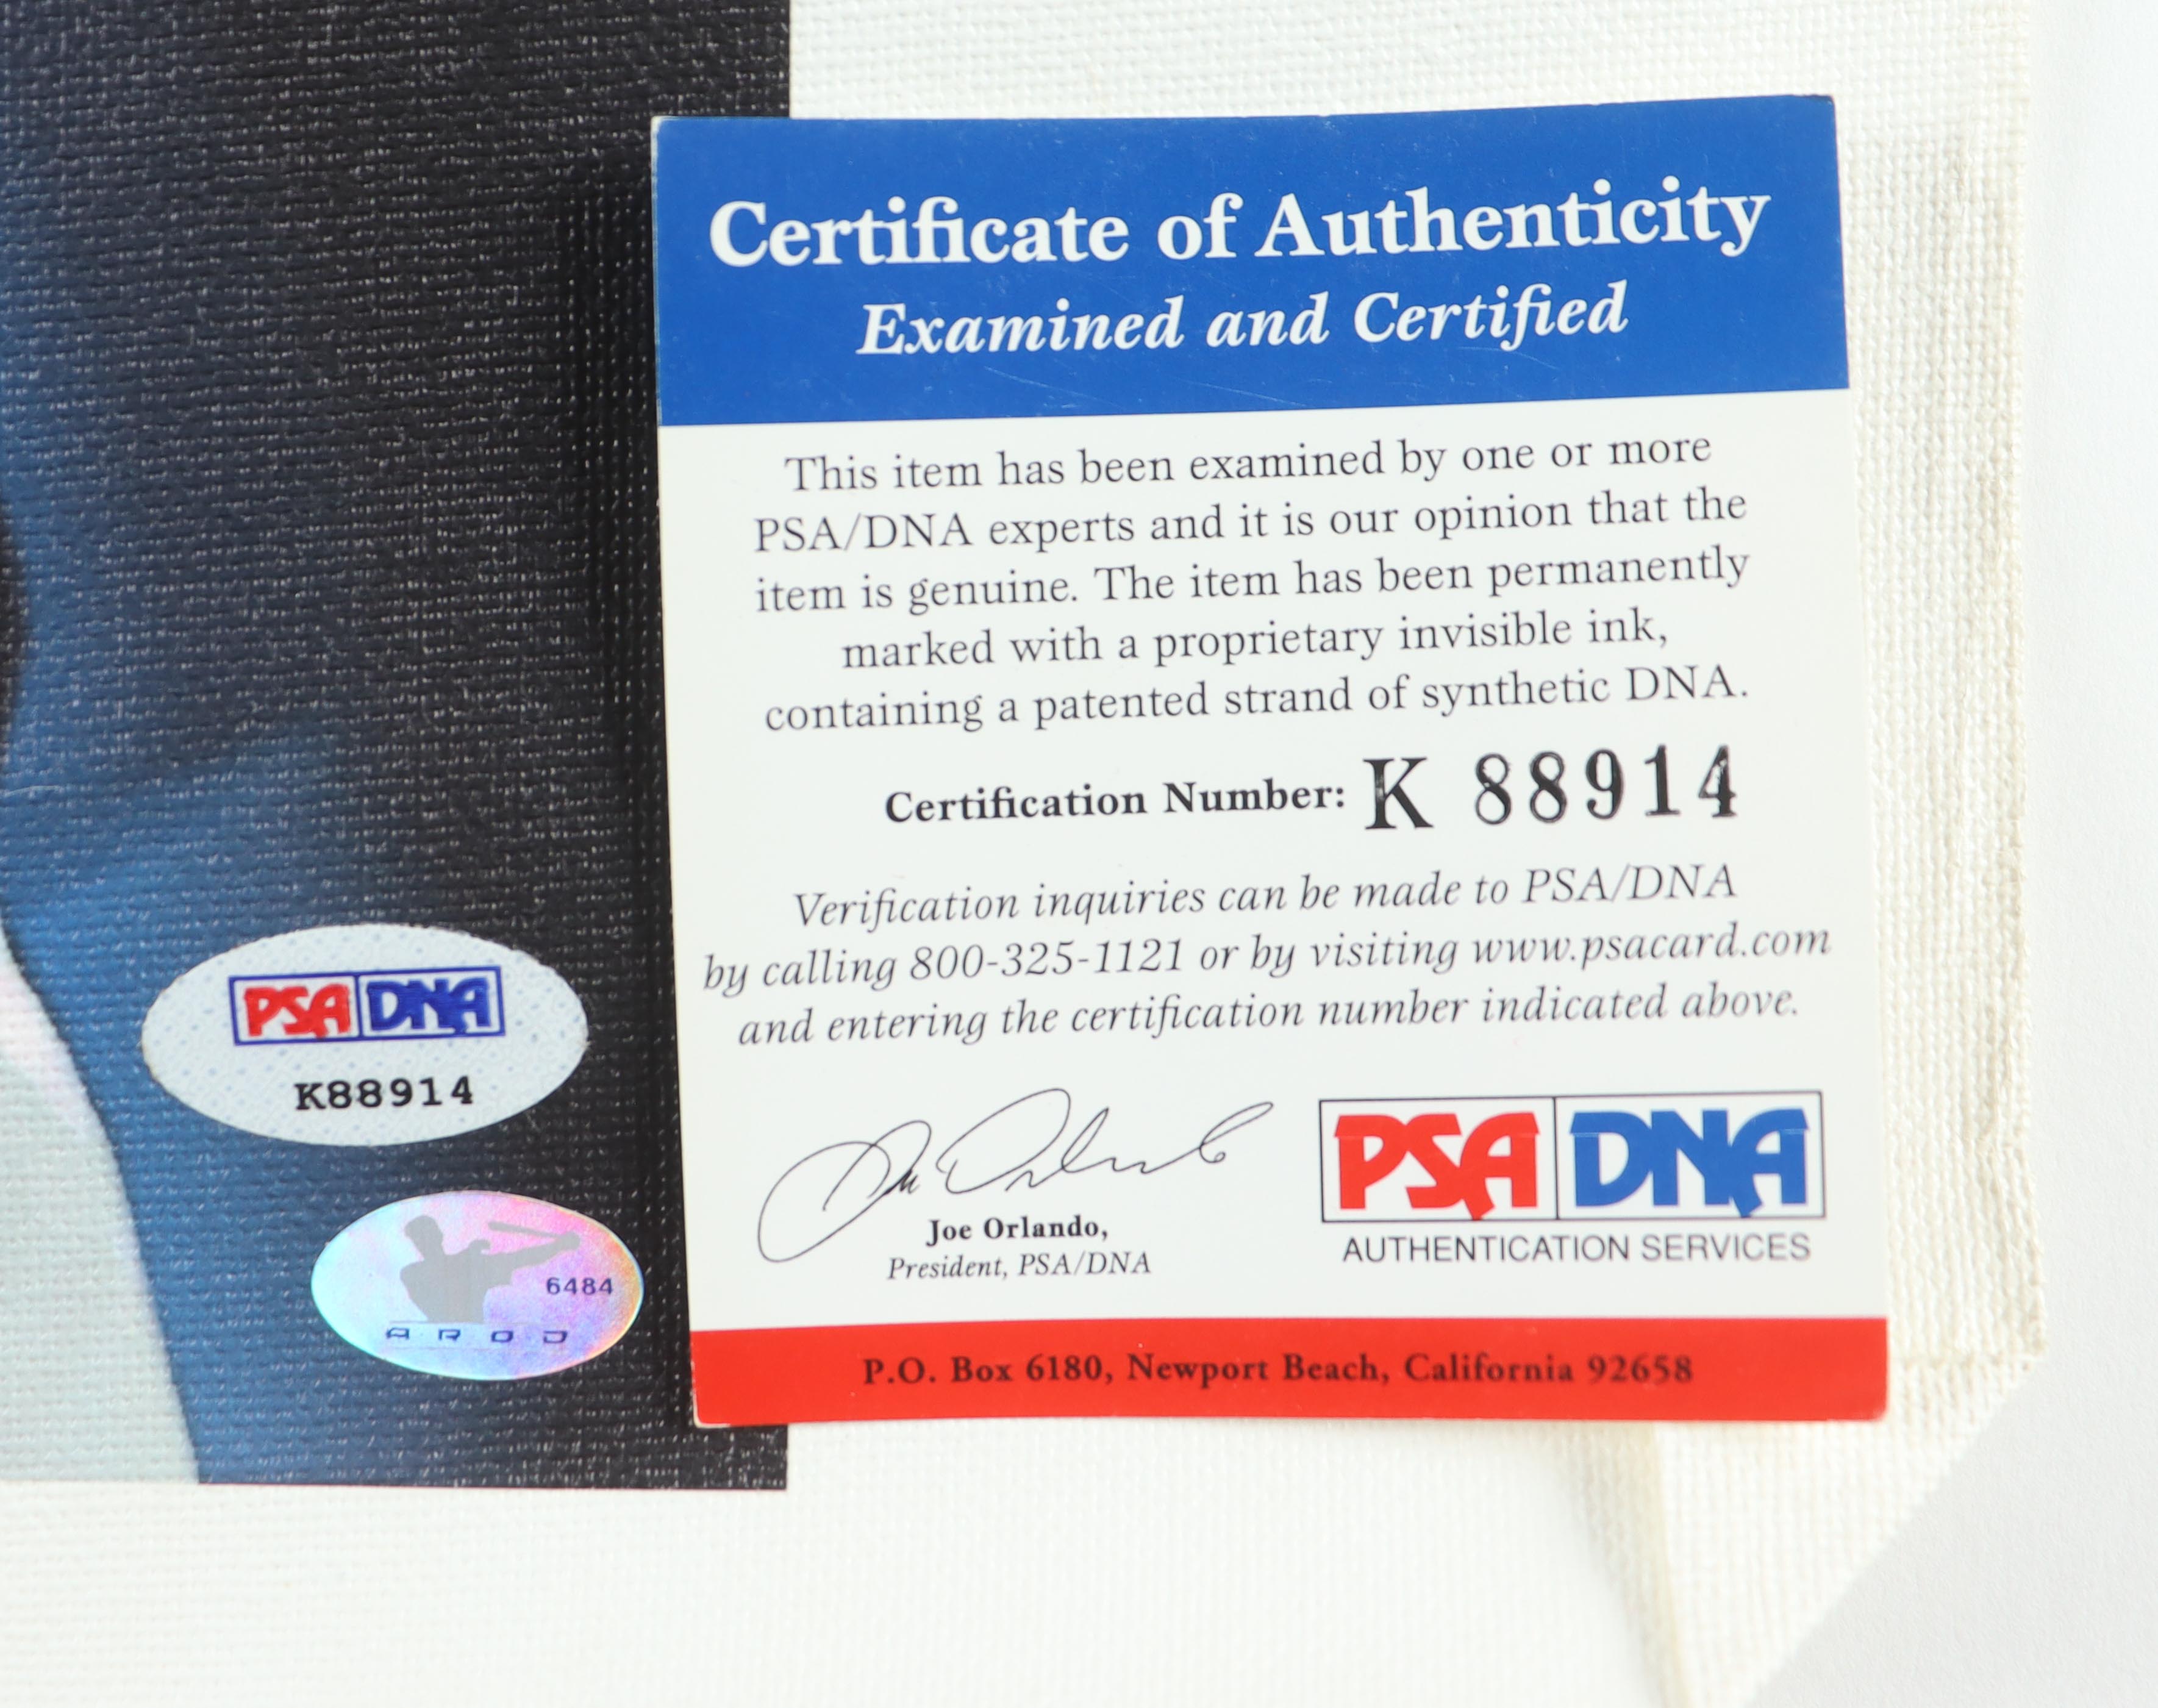 Certificate of Authenticity
Examined and Certified
This item has been examined by one or more
PSA/DNA experts and it is our opinion that the
item is genuine. The item has been permanently
marked with a proprietary invisible ink,
containing a patented strand of synthetic DNA.
Certification Number: K 88914
Verification inquiries can be made to PSA/DNA
by calling 800-325-1121 or by visiting www.psacard.com
and entering the certification number indicated above.
Joe Orlando,
President, PSA/DNA
PSA DNA
AUTHENTICATION SERVICES
P.O. Box 6180, Newport Beach, California 92658
PSA DNA
K88914
6484
AROD